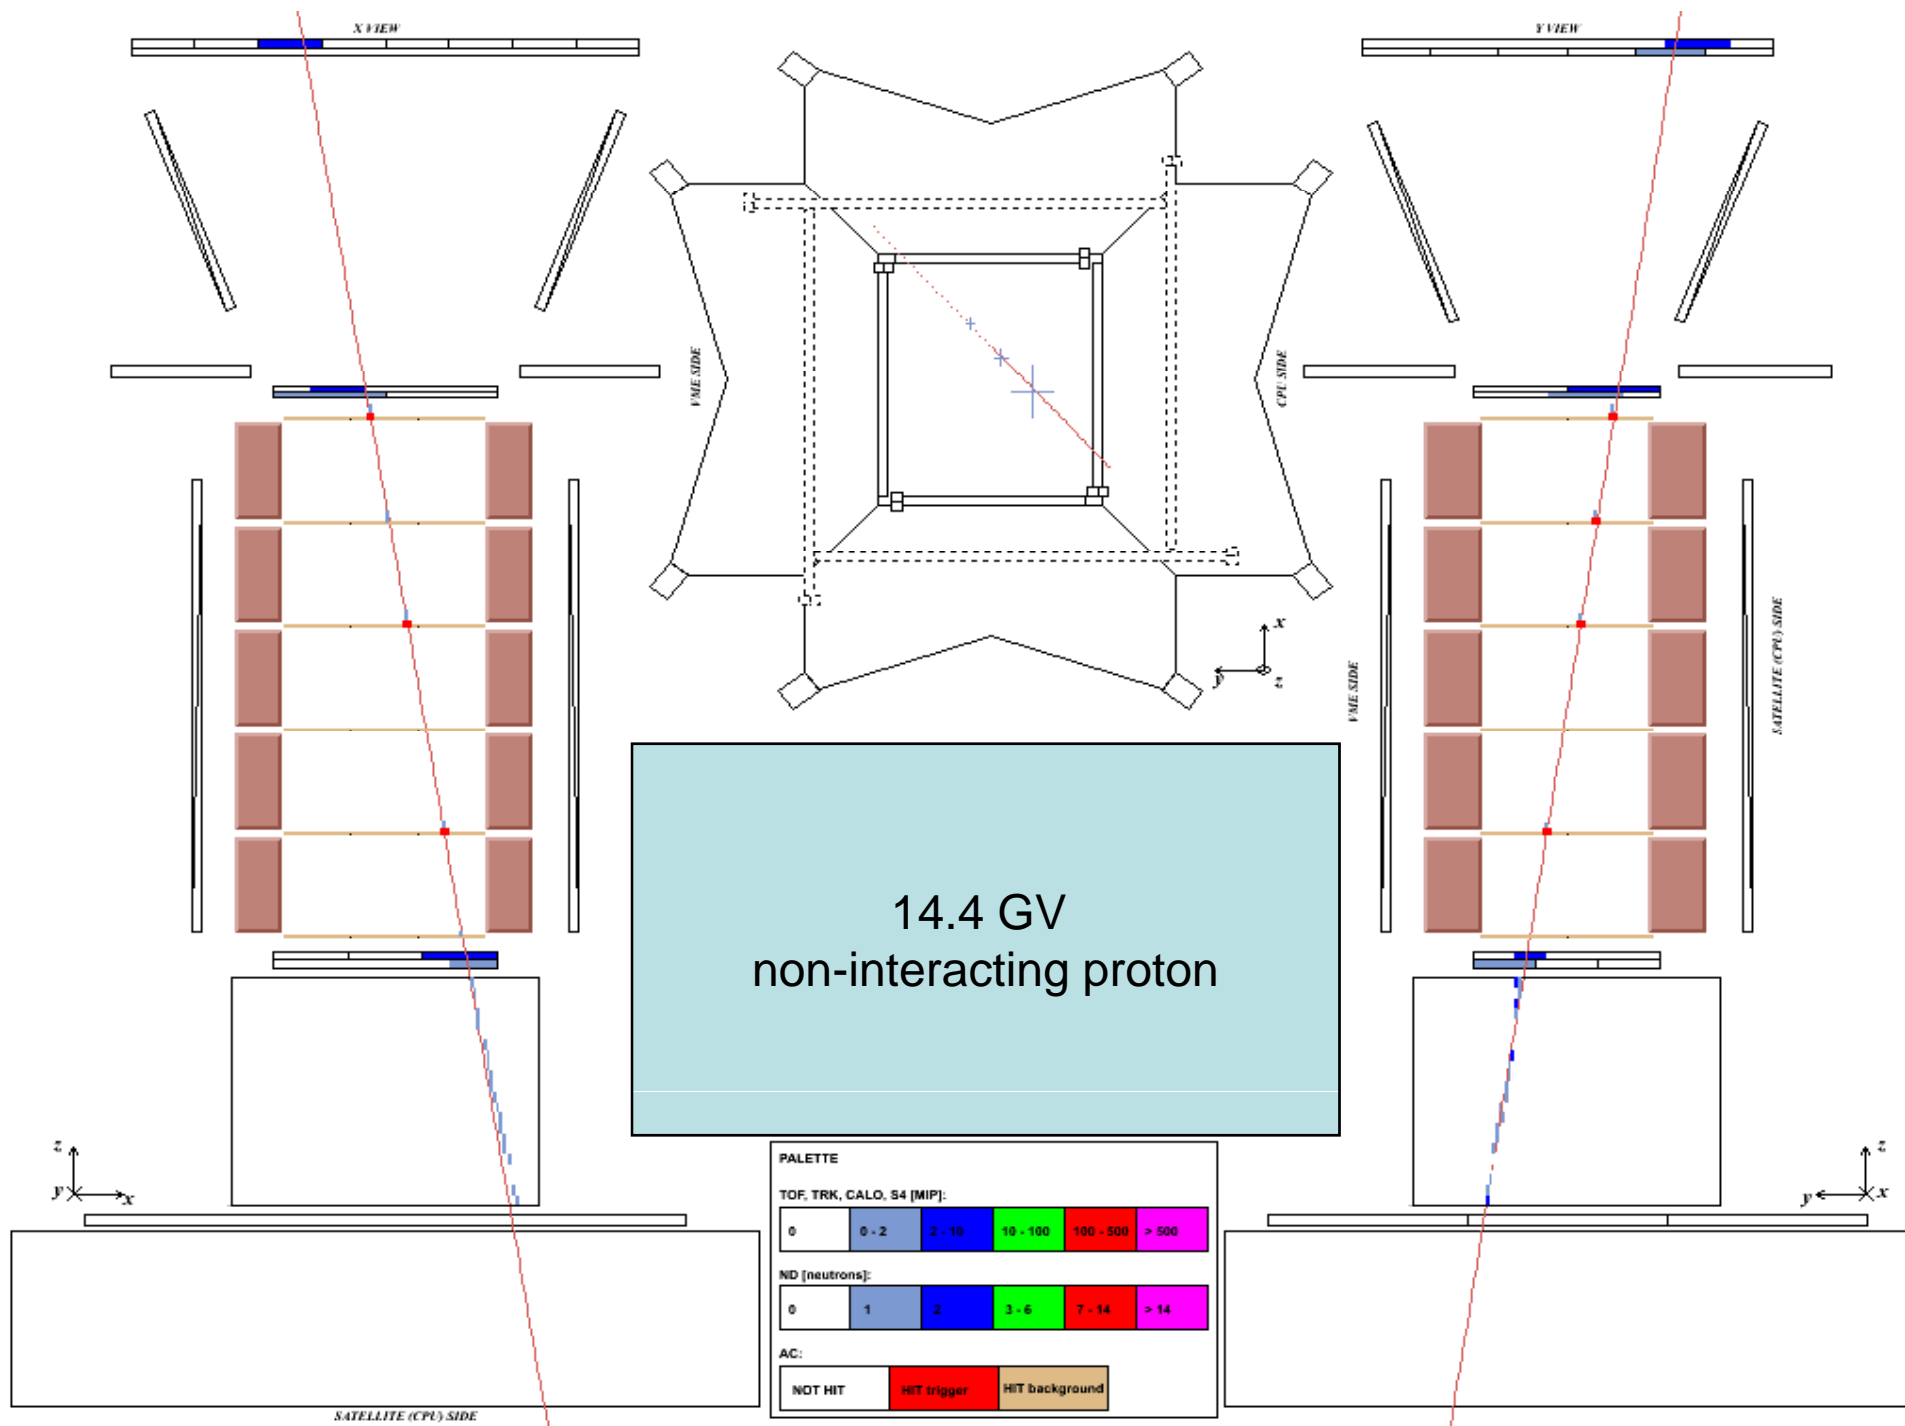 X VIEW
Y VIEW
VME SIDE
CPU SIDE
x
y
z
VME SIDE
SATELLITE (CPU) SIDE
14.4 GV
non-interacting proton
z
y
x
z
y
x
PALETTE
TOF, TRK, CALO, S4 [MIP]:
0 0 - 2 2 - 10 10 - 100 100 - 500 > 500
ND [neutrons]:
0 1 2 3 - 6 7 - 14 > 14
AC:
NOT HIT HIT trigger HIT background
SATELLITE (CPU) SIDE